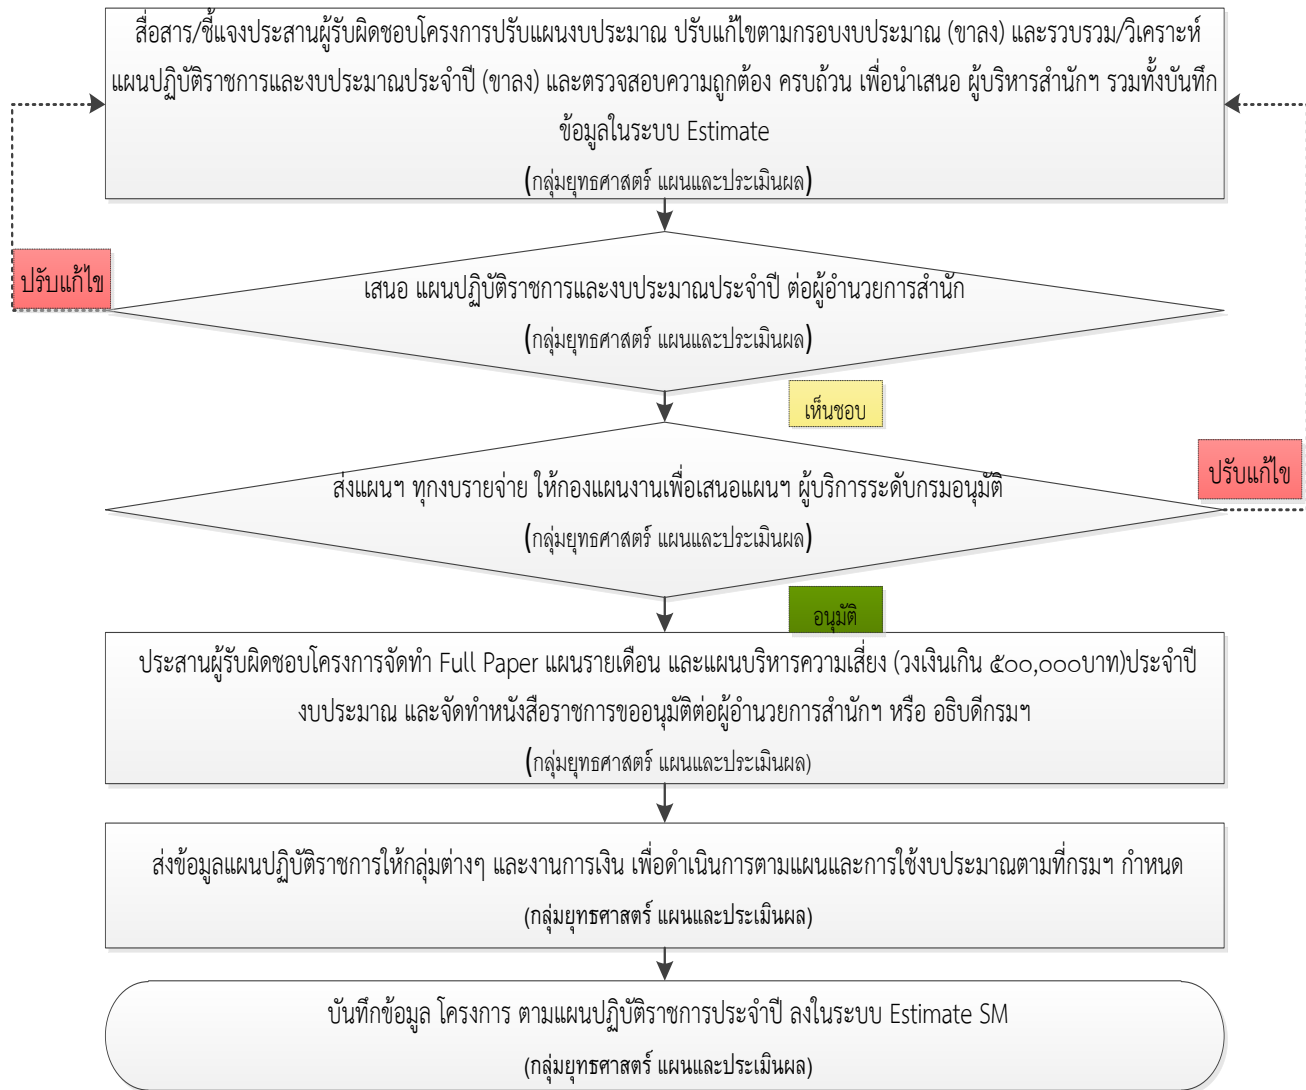 สื่อสาร/ชี้แจงประสานผู้รับผิดชอบโครงการปรับแผนงบประมาณ ปรับแก้ไขตามกรอบงบประมาณ (ขาลง) และรวบรวม/วิเคราะห์
แผนปฏิบัติราชการและงบประมาณประจำปี (ขาลง) และตรวจสอบความถูกต้อง ครบถ้วน เพื่อนำเสนอ ผู้บริหารสำนักฯ รวมทั้งบันทึก
ข้อมูลในระบบ Estimate
(กลุ่มยุทธศาสตร์ แผนและประเมินผล)
ปรับแก้ไข
เสนอ แผนปฏิบัติราชการและงบประมาณประจำปี ต่อผู้อำนวยการสำนัก
(กลุ่มยุทธศาสตร์ แผนและประเมินผล)
เห็นชอบ
ปรับแก้ไข
ส่งแผนฯ ทุกงบรายจ่าย ให้กองแผนงานเพื่อเสนอแผนฯ ผู้บริการระดับกรมอนุมัติ
(กลุ่มยุทธศาสตร์ แผนและประเมินผล)
อนุมัติ
ประสานผู้รับผิดชอบโครงการจัดทำ Full Paper แผนรายเดือน และแผนบริหารความเสี่ยง (วงเงินเกิน ๕๐๐,๐๐๐บาท)ประจำปี
งบประมาณ และจัดทำหนังสือราชการขออนุมัติต่อผู้อำนวยการสำนักฯ หรือ อธิบดีกรมฯ
(กลุ่มยุทธศาสตร์ แผนและประเมินผล)
ส่งข้อมูลแผนปฏิบัติราชการให้กลุ่มต่างๆ และงานการเงิน เพื่อดำเนินการตามแผนและการใช้งบประมาณตามที่กรมฯ กำหนด
(กลุ่มยุทธศาสตร์ แผนและประเมินผล)
บันทึกข้อมูล โครงการ ตามแผนปฏิบัติราชการประจำปี ลงในระบบ Estimate SM
(กลุ่มยุทธศาสตร์ แผนและประเมินผล)